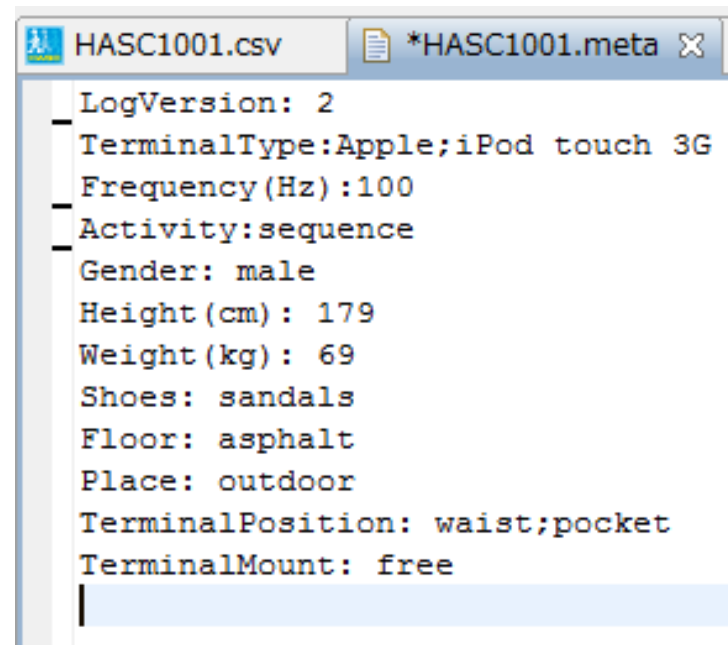 HASC1001.csv
*HASC1001.meta
LogVersion: 2
TerminalType:Apple;iPod touch 3G
Frequency(Hz):100
Activity:sequence
Gender: male
Height(cm): 179
Weight(kg): 69
Shoes: sandals
Floor: asphalt
Place: outdoor
TerminalPosition: waist;pocket
TerminalMount: free